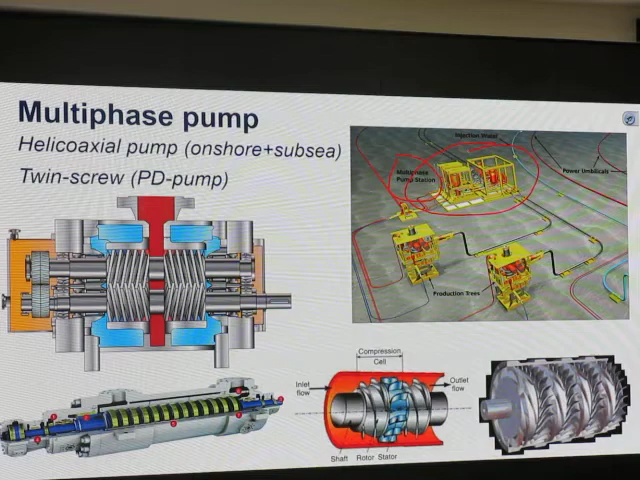 Multiphase pump
Helicoaxial pump (onshore+subsea)
Twin-screw (PD-pump)
Injection
Multiphase
Pump Station
Power Umbilicals
Production Trees
Compression
Cell
Inlet
flow
Outlet
flow
Shaft Rotor Stator